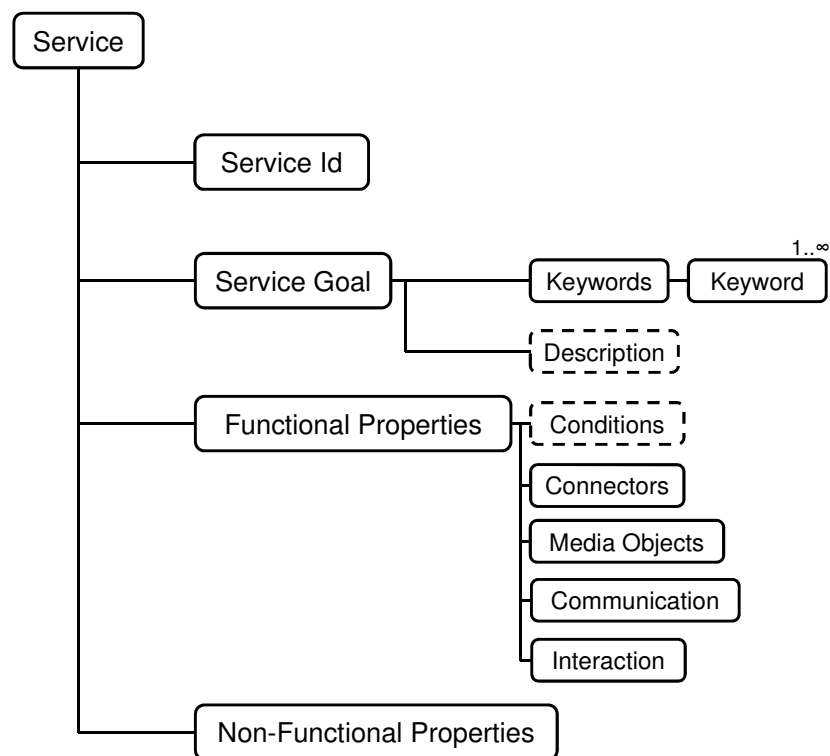 Service
Service Id
Service Goal
Keywords
1..∞
Keyword
Description
Functional Properties
Conditions
Connectors
Media Objects
Communication
Interaction
Non-Functional Properties